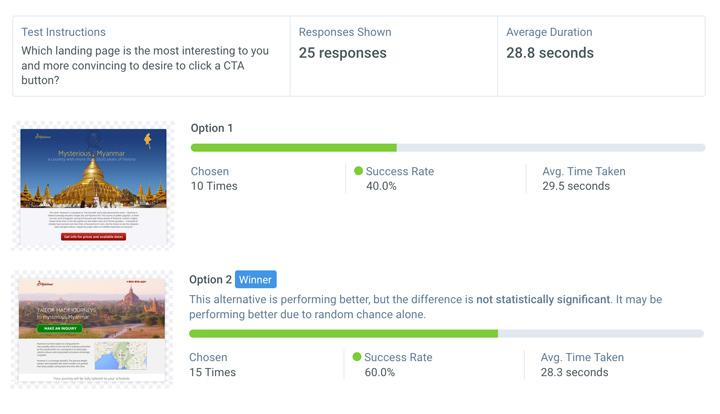 Test Instructions
Which landing page is the most interesting to you
and more convincing to desire to click a CTA
button?
Responses Shown
25 responses
Average Duration
28.8 seconds
Mysterious Myanmar
Get info for prices and available dates
Option 1
Chosen
10 Times
Success Rate
40.0%
Avg. Time Taken
29.5 seconds
TAILOR MADE JOURNEYS
to mysterious Myanmar
MAKE AN INQUIRY
Option 2 Winner
This alternative is performing better, but the difference is not statistically significant. It may be
performing better due to random chance alone.
Chosen
15 Times
Success Rate
60.0%
Avg. Time Taken
28.3 seconds